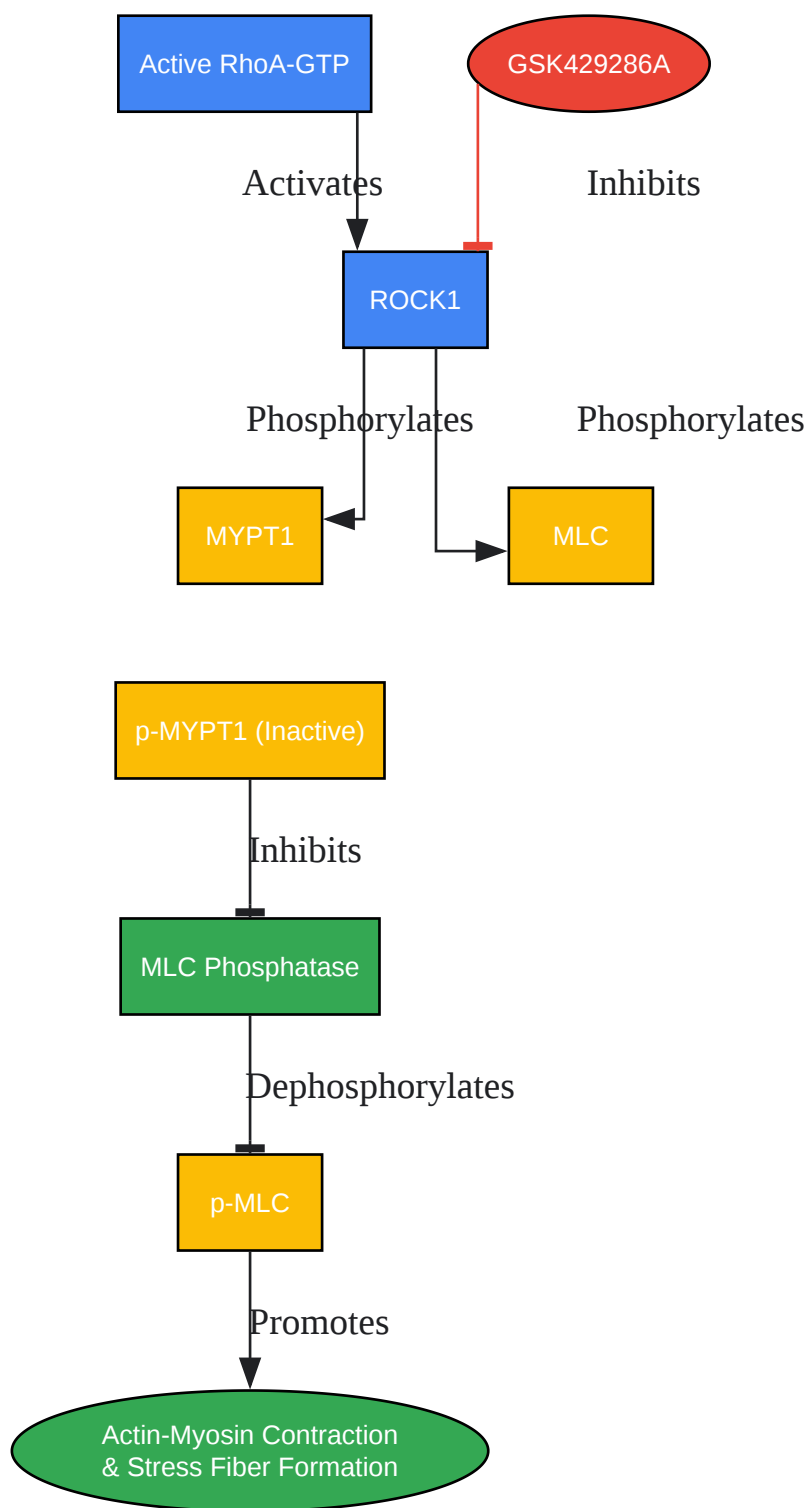 Active RhoA-GTP
GSK429286A
Activates
Inhibits
ROCK1
Phosphorylates
Phosphorylates
MYPT1
MLC
p-MYPT1 (Inactive)
Inhibits
MLC Phosphatase
Dephosphorylates
p-MLC
Promotes
Actin-Myosin Contraction
& Stress Fiber Formation